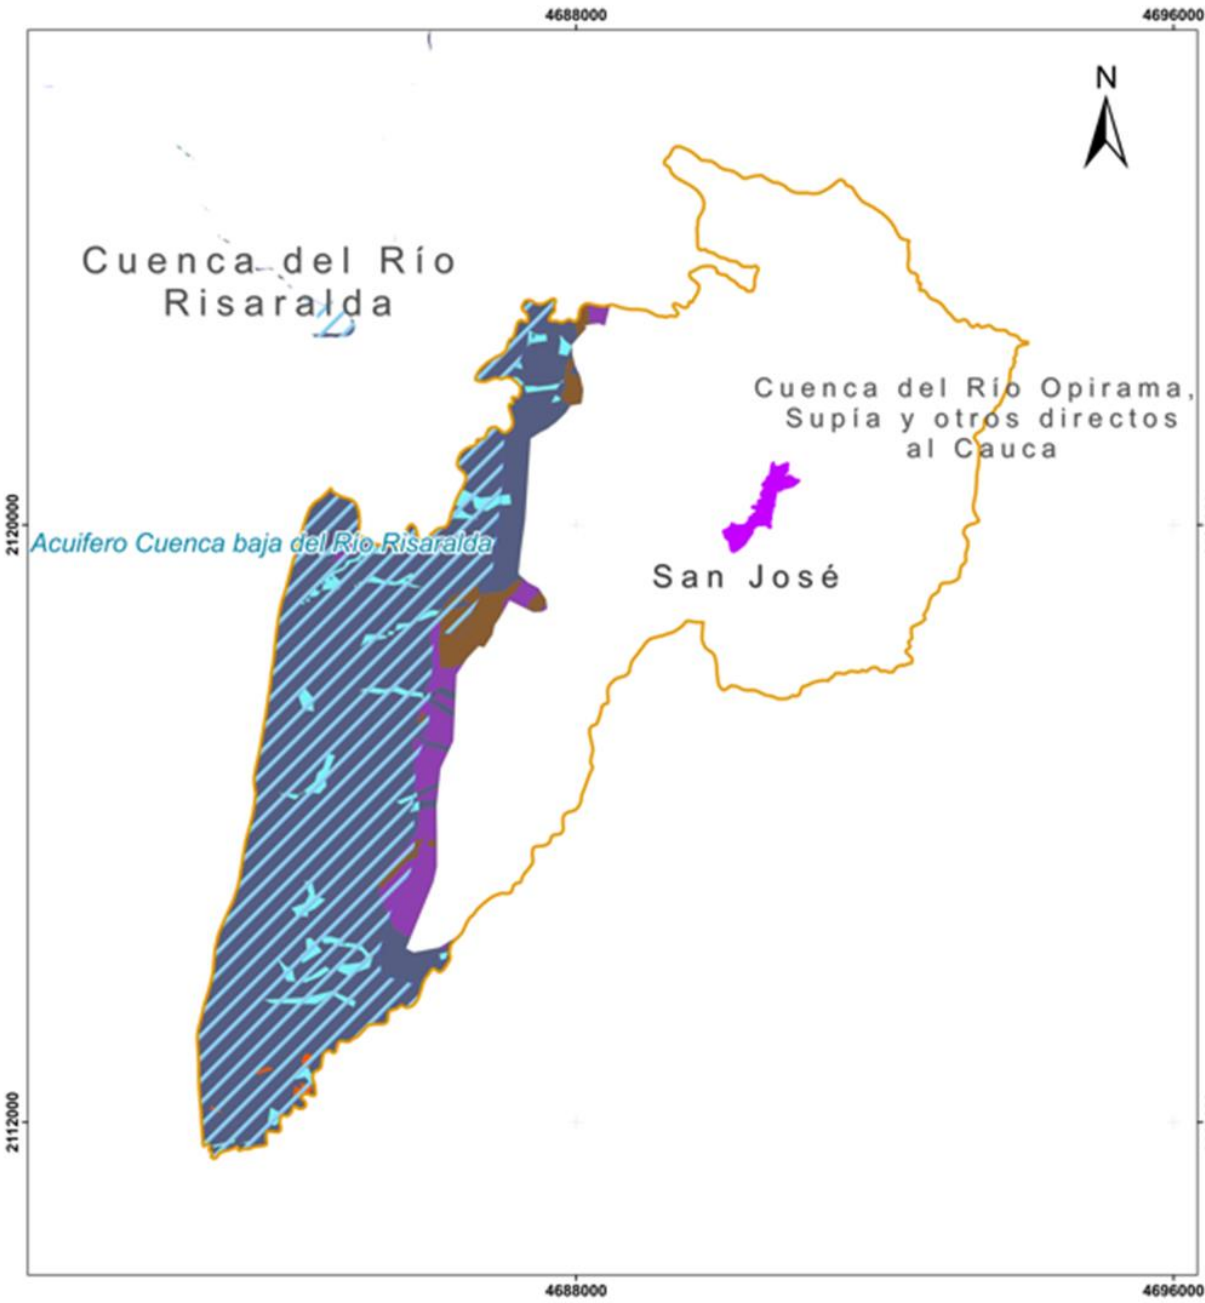 4688000
4696000
N
Cuenca del Río
Risaralda
Cuenca del Río Opirama,
Supía y otros directos
al Cauca
2120000
Acuifero Cuenca baja del Río Risaralda
San José
2112000
4688000
4696000